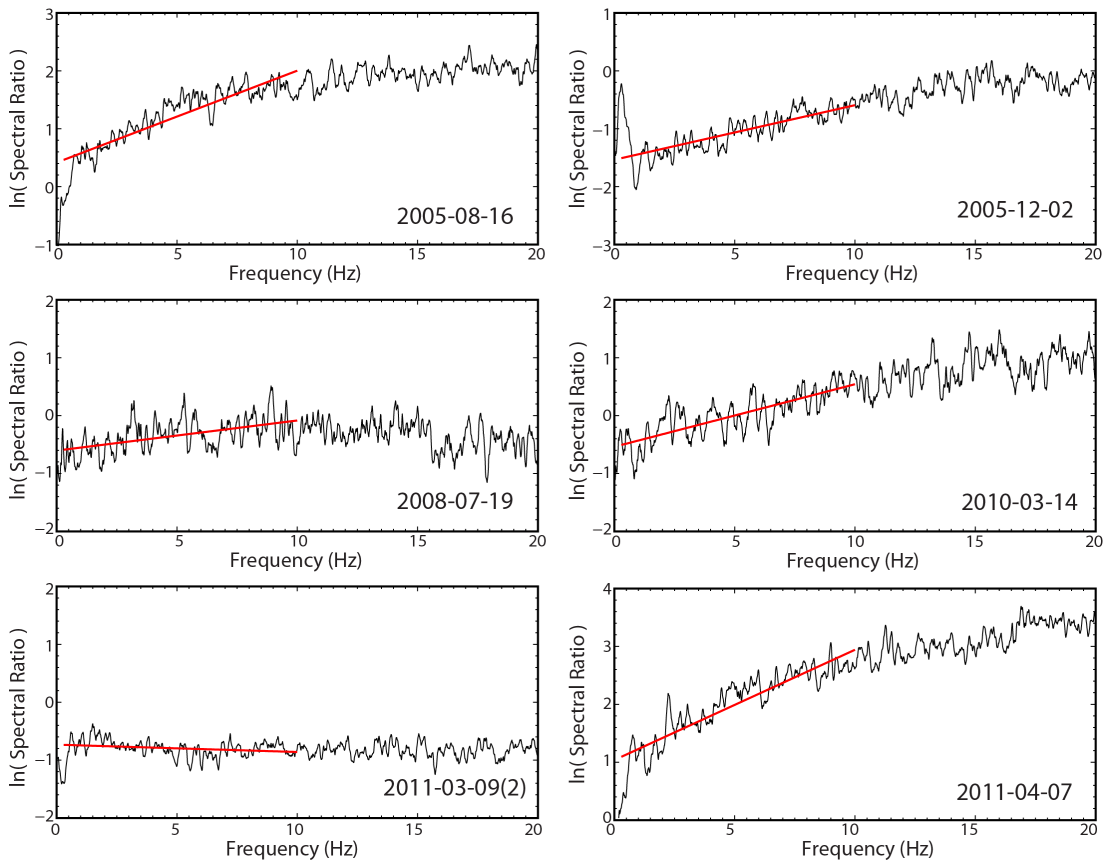 3
2
1
0
−1
ln( Spectral Ratio )
2005-08-16
0 5 10 15 20
Frequency (Hz)
1
0
−1
−2
−3
ln( Spectral Ratio )
2005-12-02
0 5 10 15 20
Frequency (Hz)
2
1
0
−1
−2
ln( Spectral Ratio )
2008-07-19
0 5 10 15 20
Frequency (Hz)
2
1
0
−1
−2
ln( Spectral Ratio )
2010-03-14
0 5 10 15 20
Frequency (Hz)
2
1
0
−1
−2
ln( Spectral Ratio )
2011-03-09(2)
0 5 10 15 20
Frequency (Hz)
4
3
2
1
0
ln( Spectral Ratio )
2011-04-07
0 5 10 15 20
Frequency (Hz)